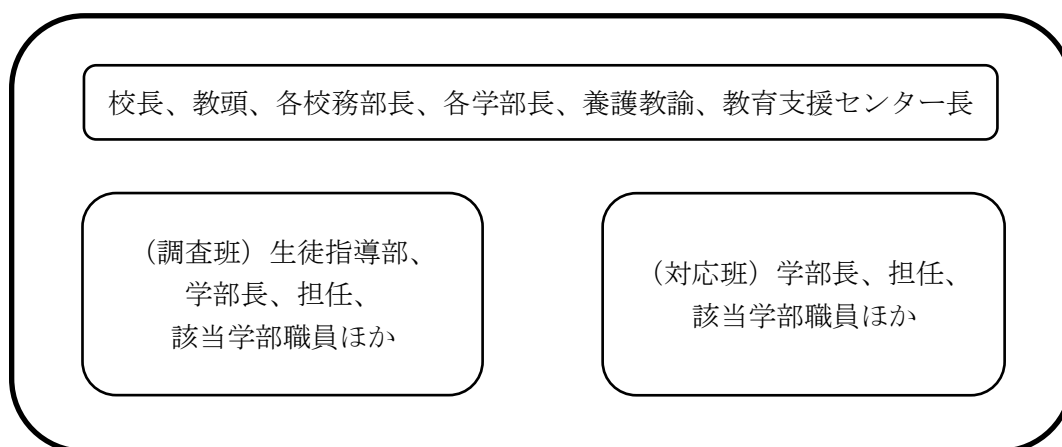 校長、教頭、各校務部長、各学部長、養護教諭、教育支援センター長
（調査班）生徒指導部、
学部長、担任、
該当学部職員ほか
（対応班）学部長、担任、
該当学部職員ほか